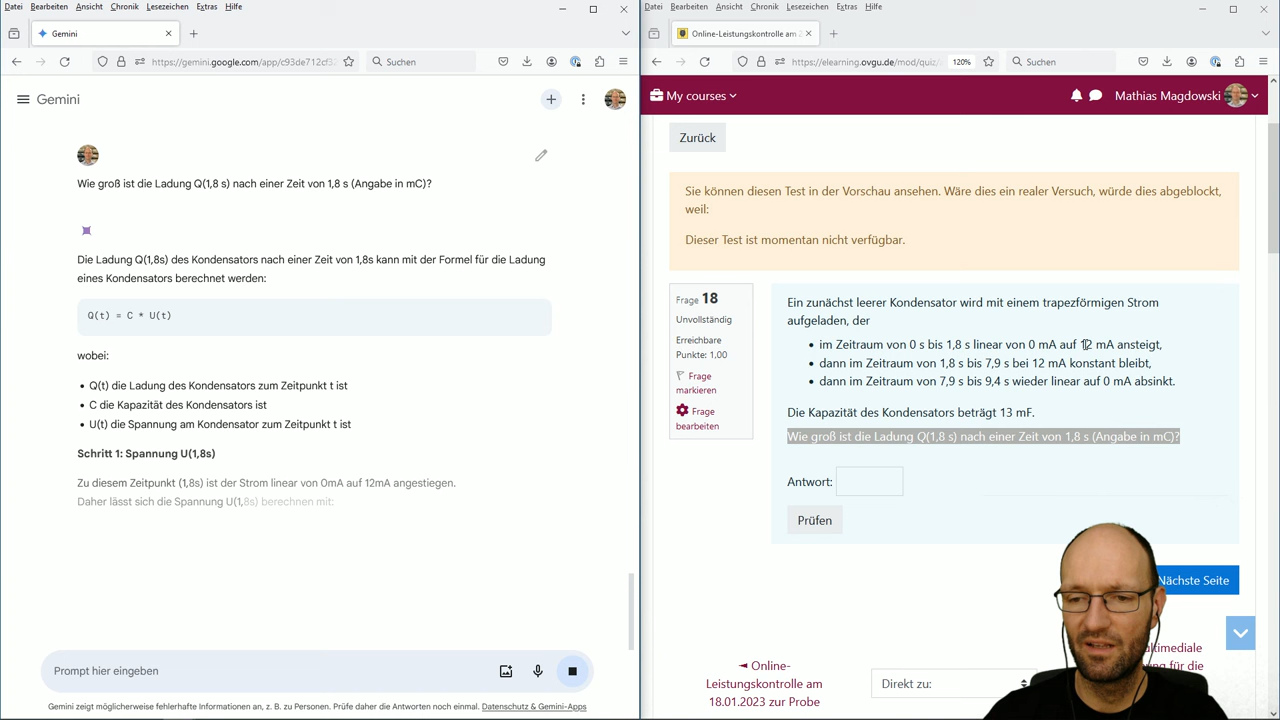 Datei Bearbeiten Ansicht Chronik Lesezeichen Extras Hilfe
Gemini
https://gemini.google.com/app/c93de712cf5
Suchen
Gemini
Wie groß ist die Ladung Q(1,8 s) nach einer Zeit von 1,8 s (Angabe in mC)?
Die Ladung Q(1,8s) des Kondensators nach einer Zeit von 1,8s kann mit der Formel für die Ladung
eines Kondensators berechnet werden:
Q(t) = C * U(t)
wobei:
• Q(t) die Ladung des Kondensators zum Zeitpunkt t ist
• C die Kapazität des Kondensators ist
• U(t) die Spannung am Kondensator zum Zeitpunkt t ist
Schritt 1: Spannung U(1,8s)
Zu diesem Zeitpunkt (1,8s) ist der Strom linear von 0mA auf 12mA angestiegen.
Daher lässt sich die Spannung U(1,8s) berechnen mit:
Prompt hier eingeben
Gemini zeigt möglicherweise fehlerhafte Informationen an, z. B. zu Personen. Prüfe daher die Antworten noch einmal. Datenschutz & Gemini-Apps
Datei Bearbeiten Ansicht Chronik Lesezeichen Extras Hilfe
Online-Leistungskontrolle am
https://elearning.ovgu.de/mod/quiz/
120%
Suchen
My courses
Mathias Magdowski
Zurück
Sie können diesen Test in der Vorschau ansehen. Wäre dies ein realer Versuch, würde dies abgeblockt,
weil:
Dieser Test ist momentan nicht verfügbar.
Frage 18
Unvollständig
Erreichbare
Punkte: 1,00
Frage
markieren
Frage
bearbeiten
Ein zunächst leerer Kondensator wird mit einem trapezförmigen Strom
aufgeladen, der
• im Zeitraum von 0 s bis 1,8 s linear von 0 mA auf 12 mA ansteigt,
• dann im Zeitraum von 1,8 s bis 7,9 s bei 12 mA konstant bleibt,
• dann im Zeitraum von 7,9 s bis 9,4 s wieder linear auf 0 mA absinkt.
Die Kapazität des Kondensators beträgt 13 mF.
Wie groß ist die Ladung Q(1,8 s) nach einer Zeit von 1,8 s (Angabe in mC)?
Antwort:
Prüfen
Nächste Seite
◄ Online-
Leistungskontrolle am
18.01.2023 zur Probe
Direkt zu: